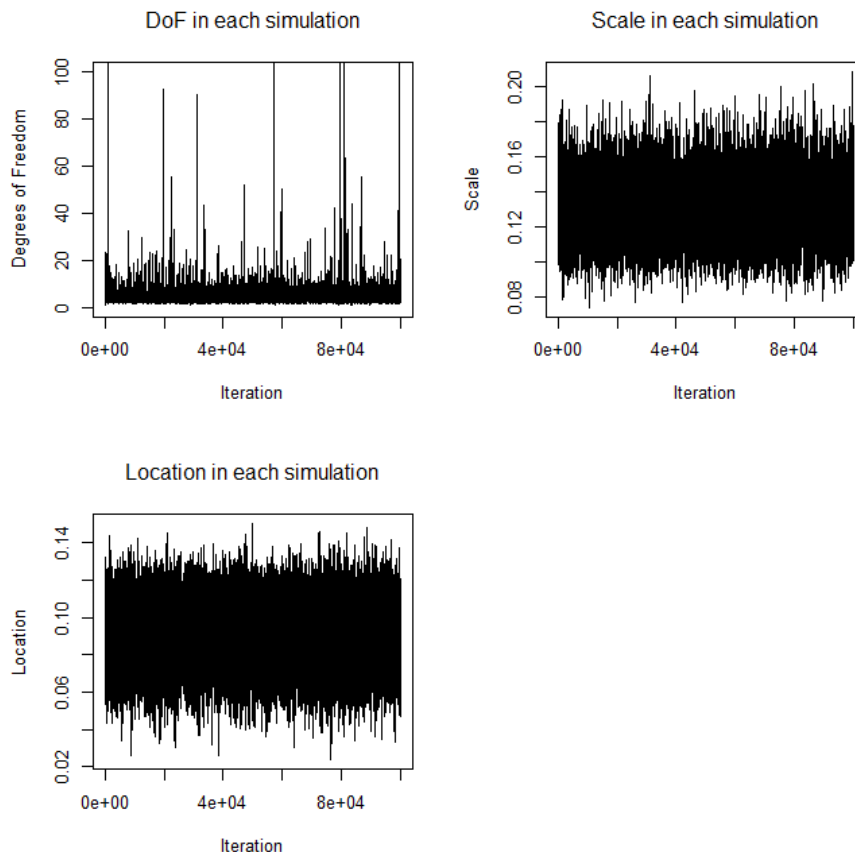 DoF in each simulation
Degrees of Freedom
0 20 40 60 80 100
0e+00 4e+04 8e+04
Iteration
Scale in each simulation
Scale
0.08 0.12 0.16 0.20
0e+00 4e+04 8e+04
Iteration
Location in each simulation
Location
0.02 0.06 0.10 0.14
0e+00 4e+04 8e+04
Iteration